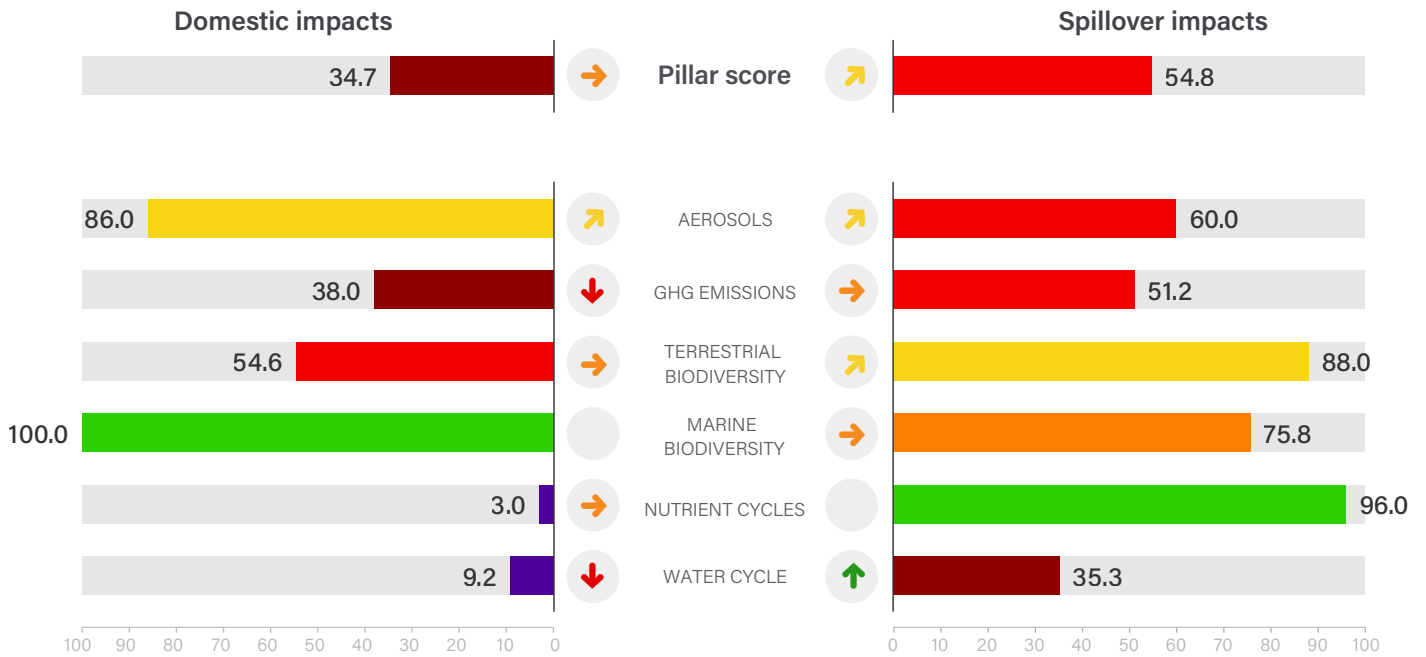 Domestic impacts
Spillover impacts
34.7
Pillar score
54.8
86.0
AEROSOLS
60.0
38.0
GHG EMISSIONS
51.2
54.6
TERRESTRIAL
BIODIVERSITY
88.0
100.0
MARINE
BIODIVERSITY
75.8
3.0
NUTRIENT CYCLES
96.0
9.2
WATER CYCLE
35.3
100 90 80 70 60 50 40 30 20 10 0
0 10 20 30 40 50 60 70 80 90 100